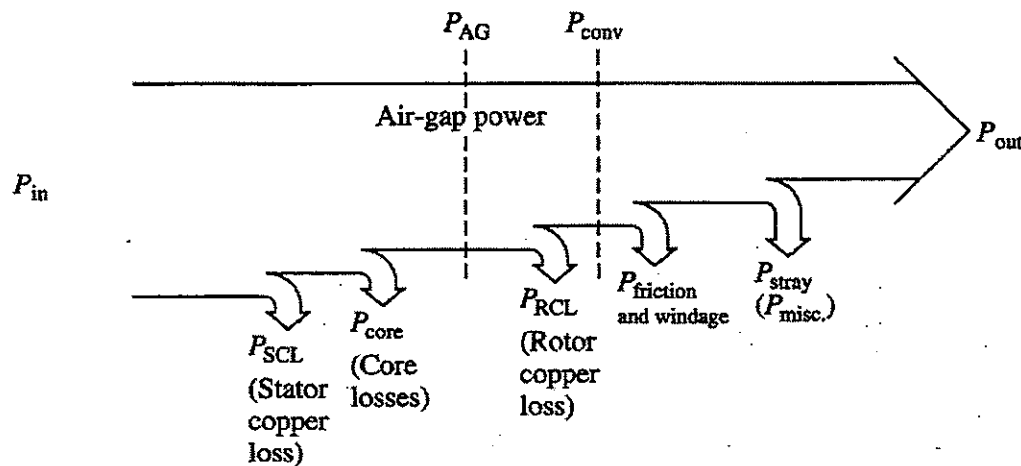 P_AG
P_conv
Air-gap power
P_out
P_in
P_SCL
(Stator
copper
loss)
P_core
(Core
losses)
P_RCL
(Rotor
copper
loss)
P_friction
and windage
P_stray
(P_misc.)